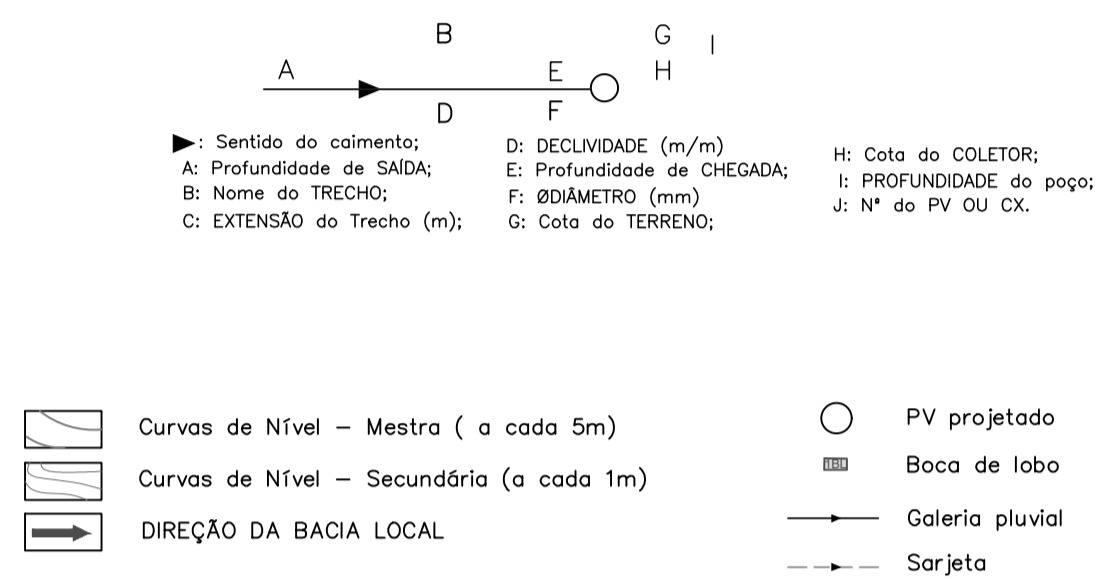 B
G
I
A
E
H
D
F
►: Sentido do caimento;
A: Profundidade de SAÍDA;
B: Nome do TRECHO;
C: EXTENSÃO do Trecho (m);
D: DECLIVIDADE (m/m)
E: Profundidade de CHEGADA;
F: ØDIÂMETRO (mm)
G: Cota do TERRENO;
H: Cota do COLETOR;
I: PROFUNDIDADE do poço;
J: Nº do PV OU CX.
Curvas de Nível – Mestra ( a cada 5m)
Curvas de Nível – Secundária (a cada 1m)
DIREÇÃO DA BACIA LOCAL
PV projetado
1BL
Boca de lobo
Galeria pluvial
Sarjeta